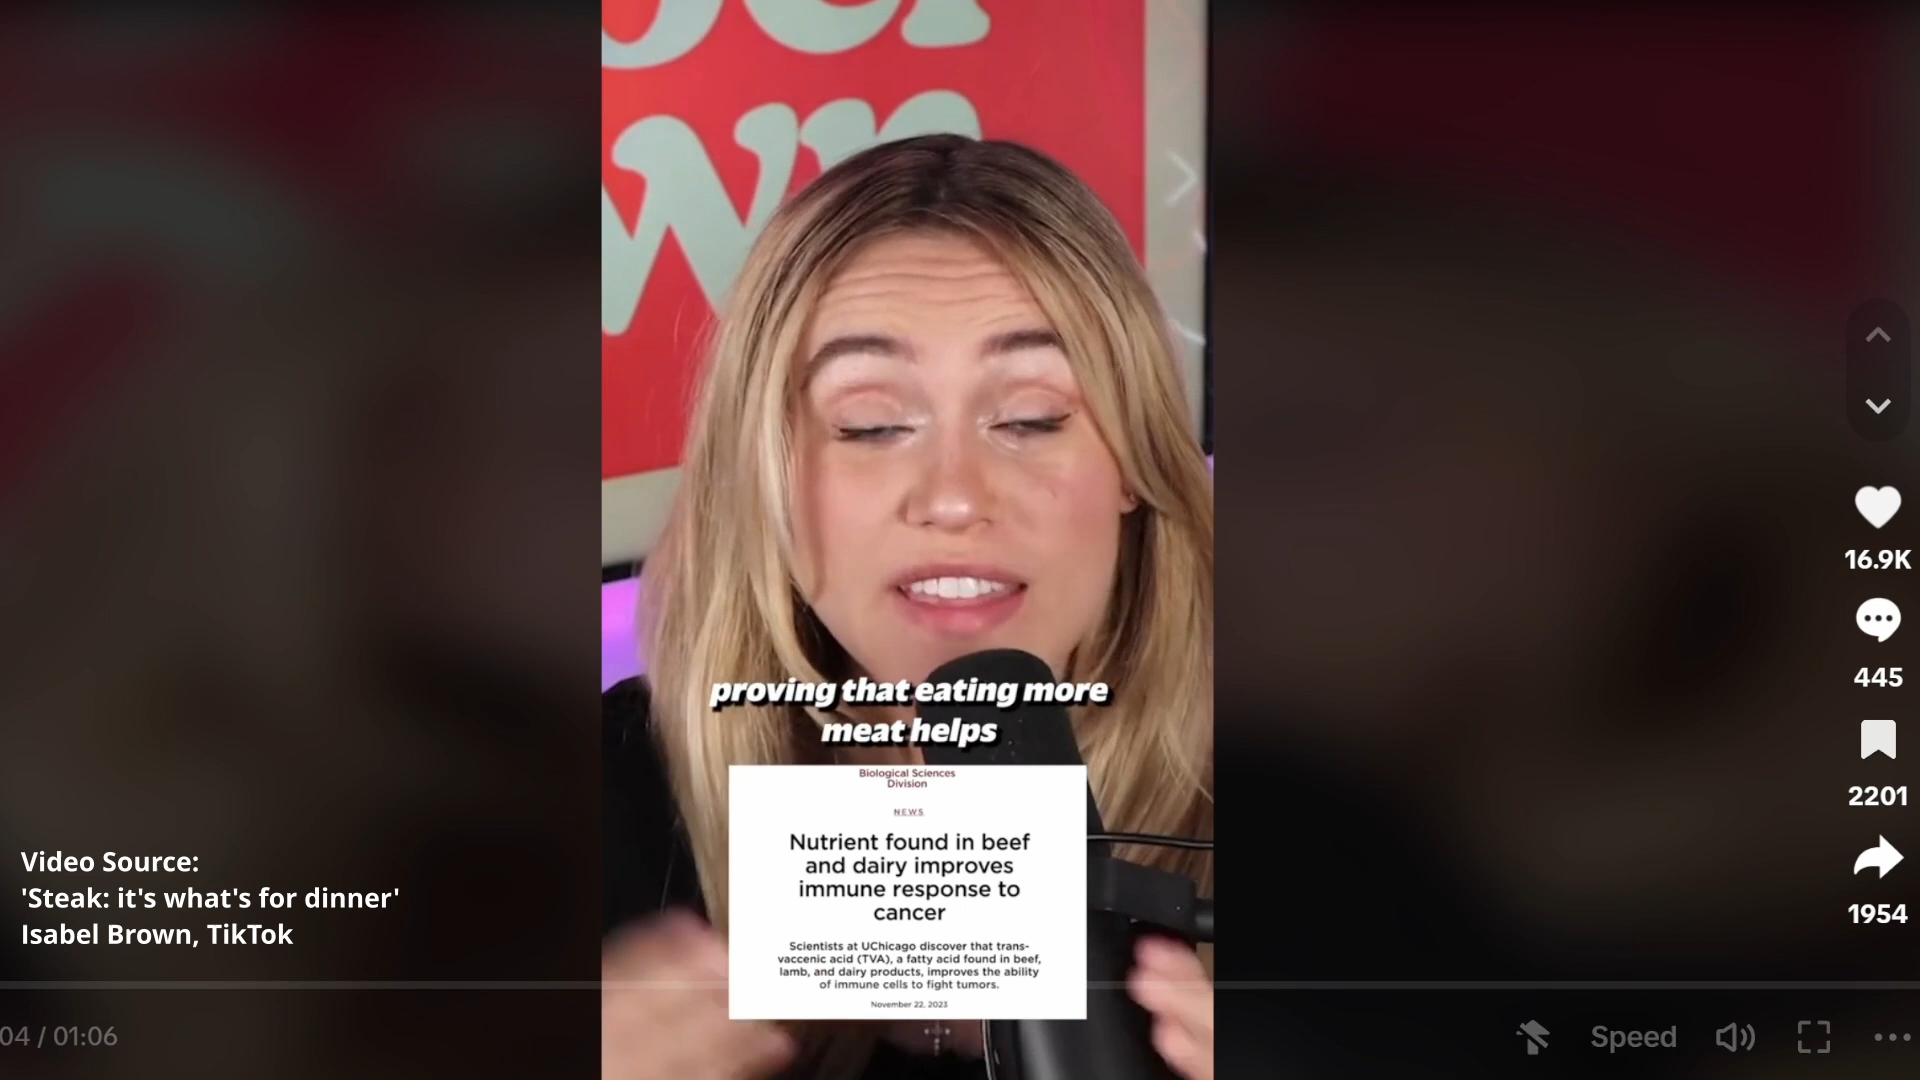 proving that eating more
meat helps
Biological Sciences
Division
NEWS
Nutrient found in beef
and dairy improves
immune response to
cancer
Scientists at UChicago discover that trans-
vaccenic acid (TVA), a fatty acid found in beef,
lamb, and dairy products, improves the ability
of immune cells to fight tumors.
November 22, 2023
Video Source:
'Steak: it's what's for dinner'
Isabel Brown, TikTok
16.9K
445
2201
1954
04 / 01:06
Speed